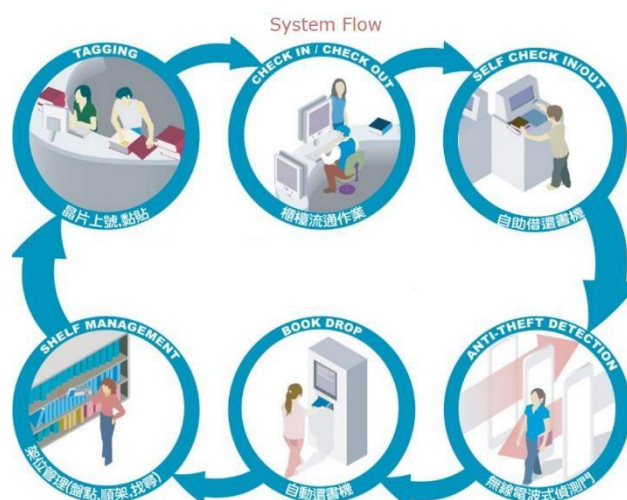 System Flow
TAGGING
晶片上號,黏貼
CHECK IN / CHECK OUT
櫃檯流通作業
SELF CHECK IN/OUT
自助借還書機
ANTI-THEFT DETECTION
無線電波式偵測門
BOOK DROP
自動還書機
SHELF MANAGEMENT
架位管理(盤點,順架,找尋)